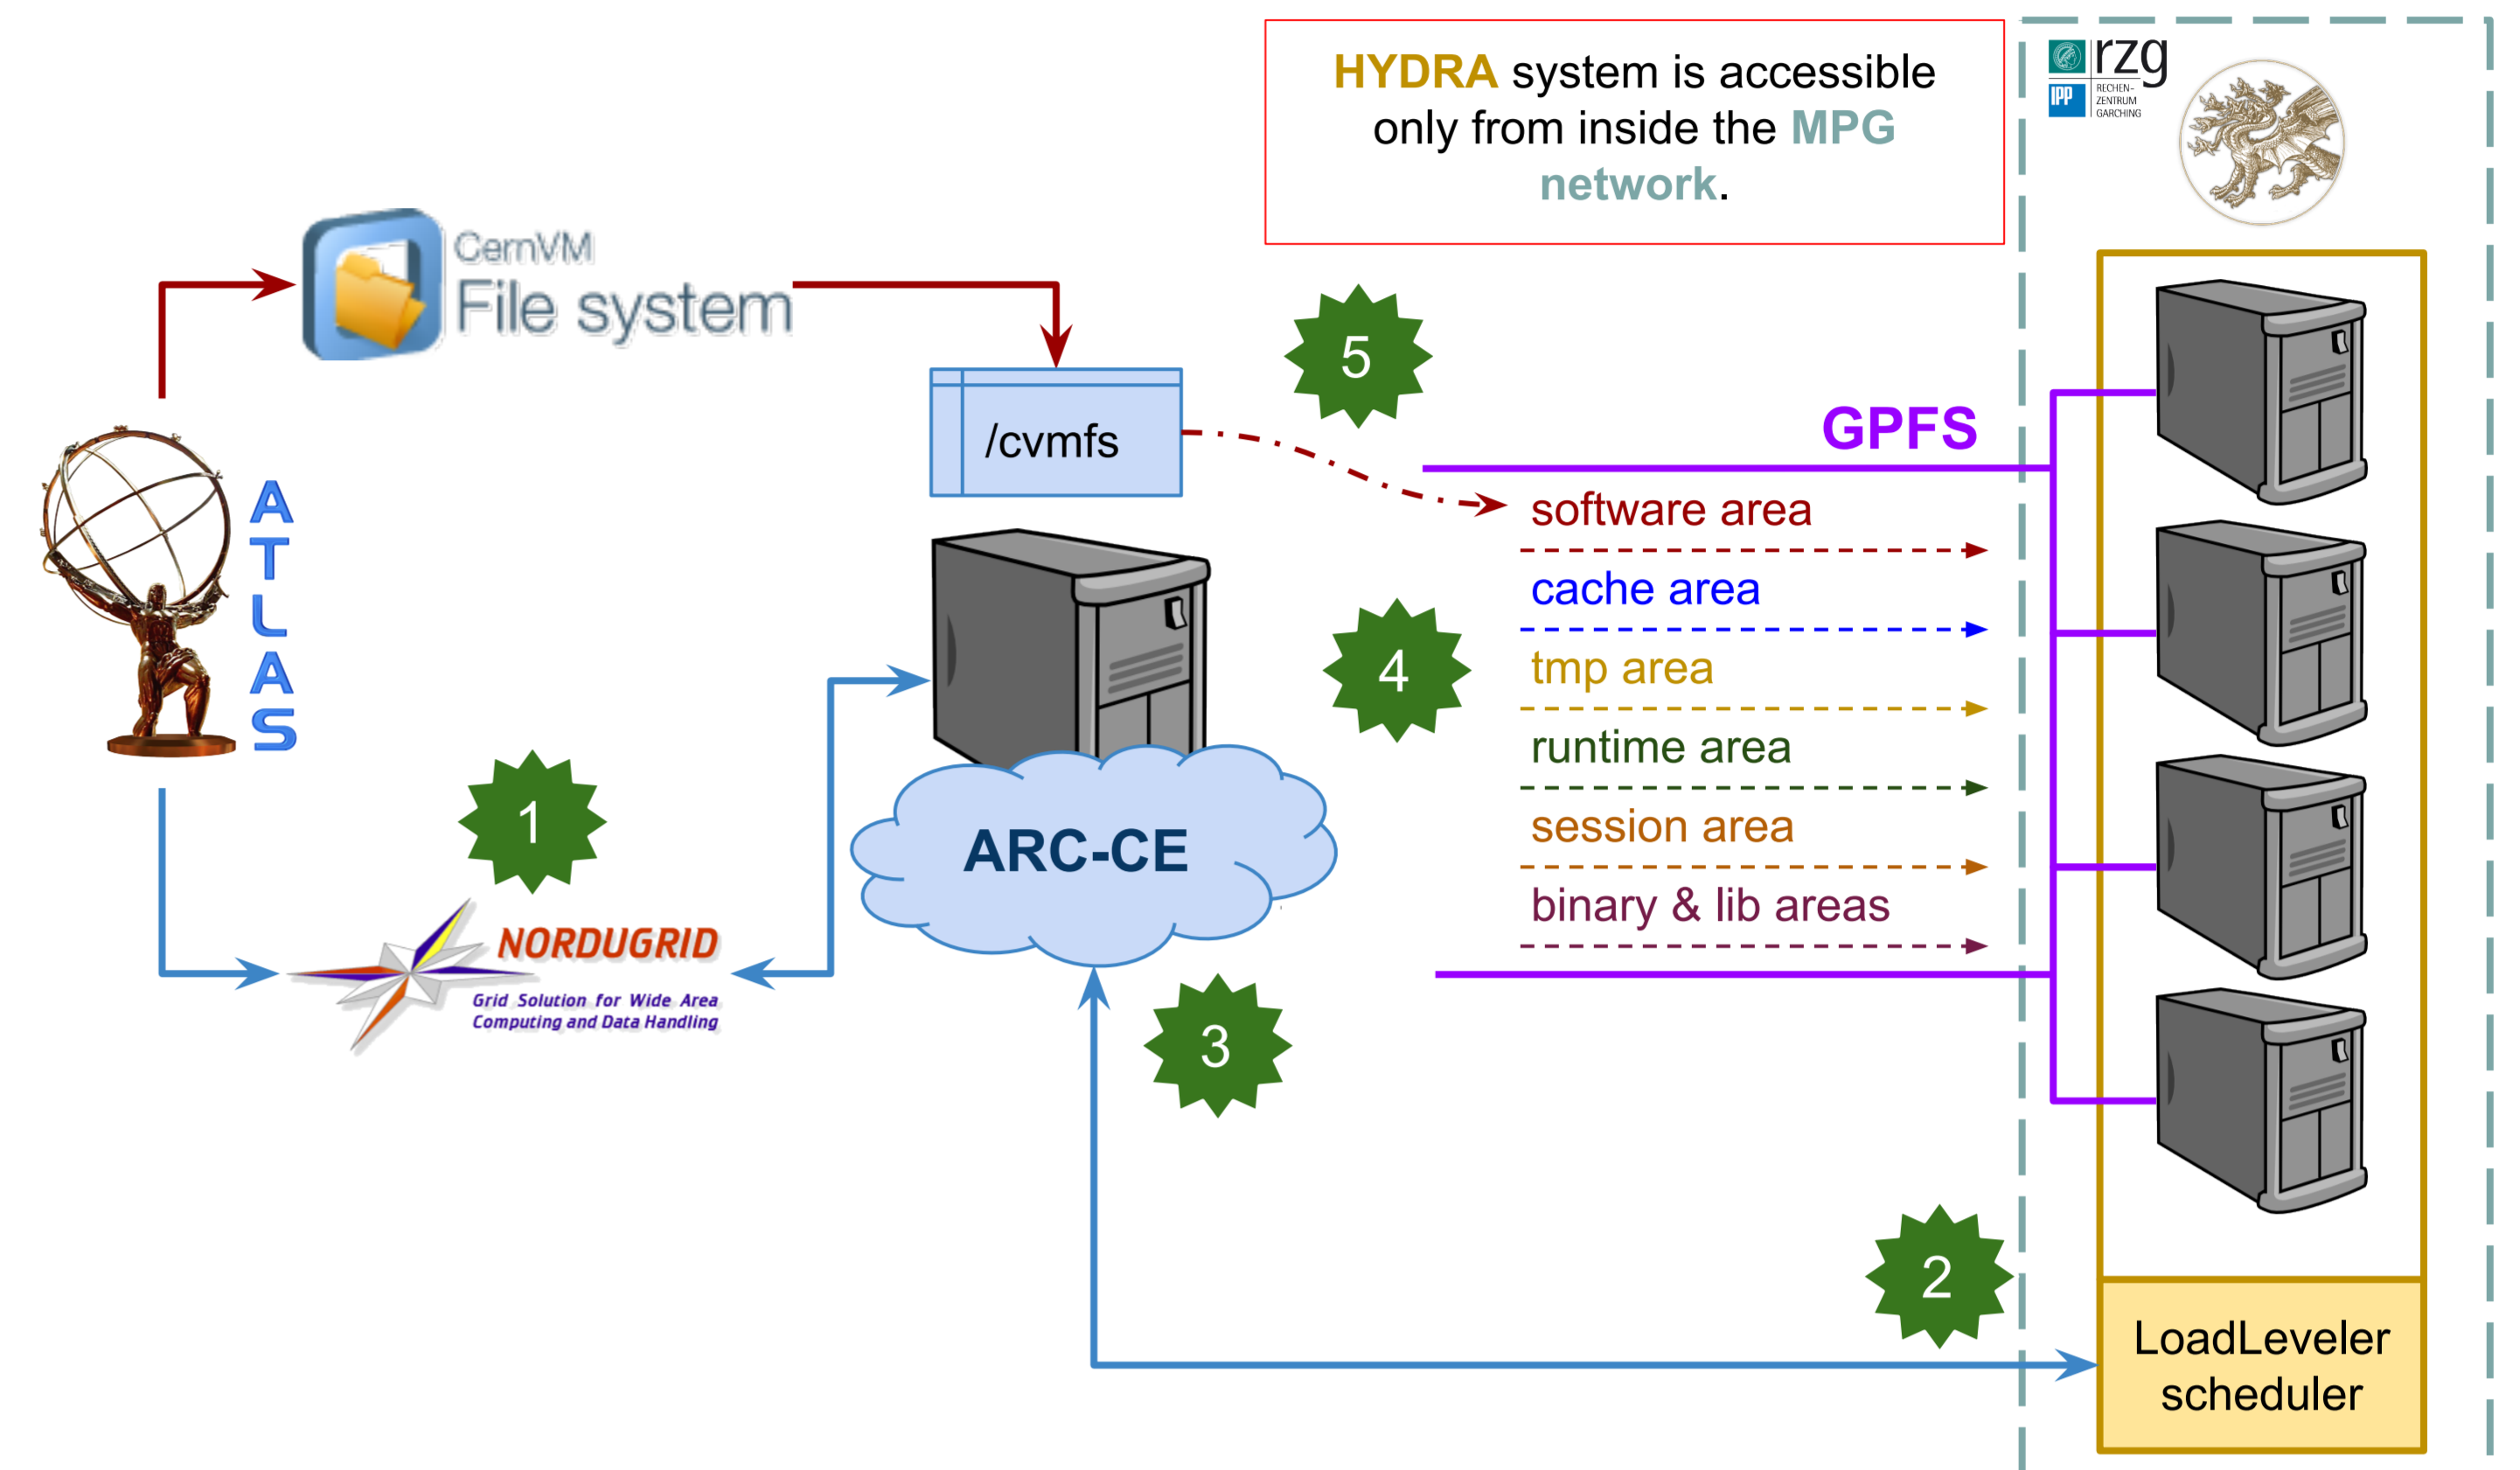 HYDRA system is accessible
only from inside the MPG
network.
rzg
IPP
RECHEN-
ZENTRUM
GARCHING
CernVM
File system
/cvmfs
5
GPFS
software area
cache area
tmp area
runtime area
session area
binary & lib areas
4
ATLAS
1
ARC-CE
NORDUGRID
Grid Solution for Wide Area
Computing and Data Handling
3
2
LoadLeveler
scheduler